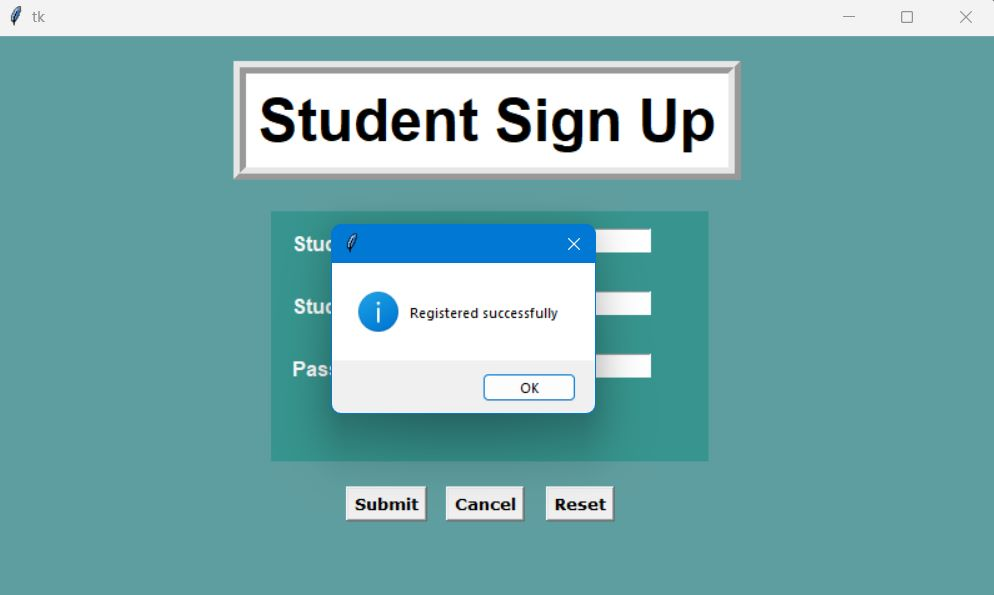 tk
Student Sign Up
Registered successfully
OK
Submit Cancel Reset